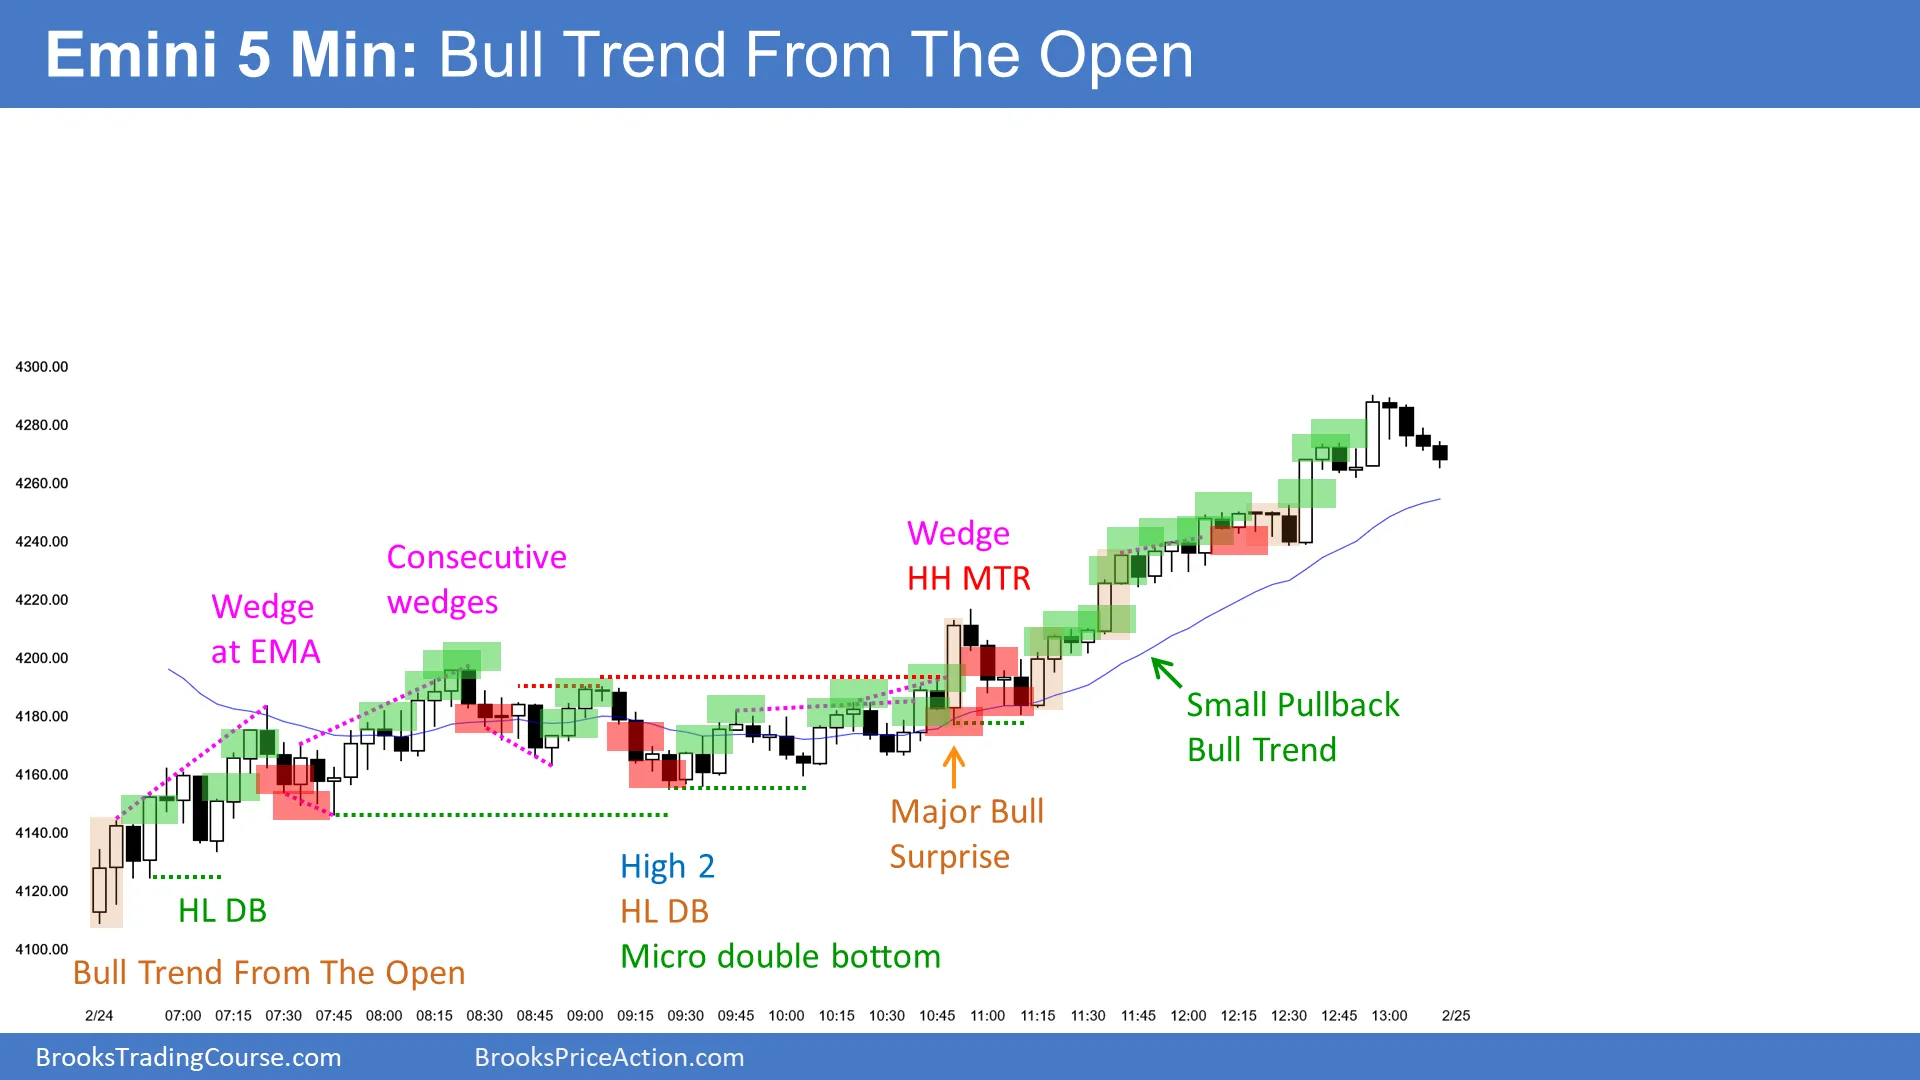 Emini 5 Min: Bull Trend From The Open
4300.00
4280.00
4260.00
4240.00
4220.00
4200.00
4180.00
4160.00
4140.00
4120.00
4100.00
Wedge
at EMA
Consecutive
wedges
Wedge
HH MTR
Small Pullback
Bull Trend
Major Bull
Surprise
High 2
HL DB
Micro double bottom
HL DB
Bull Trend From The Open
2/24 07:00 07:15 07:30 07:45 08:00 08:15 08:30 08:45 09:00 09:15 09:30 09:45 10:00 10:15 10:30 10:45 11:00 11:15 11:30 11:45 12:00 12:15 12:30 12:45 13:00 2/25
BrooksTradingCourse.com BrooksPriceAction.com